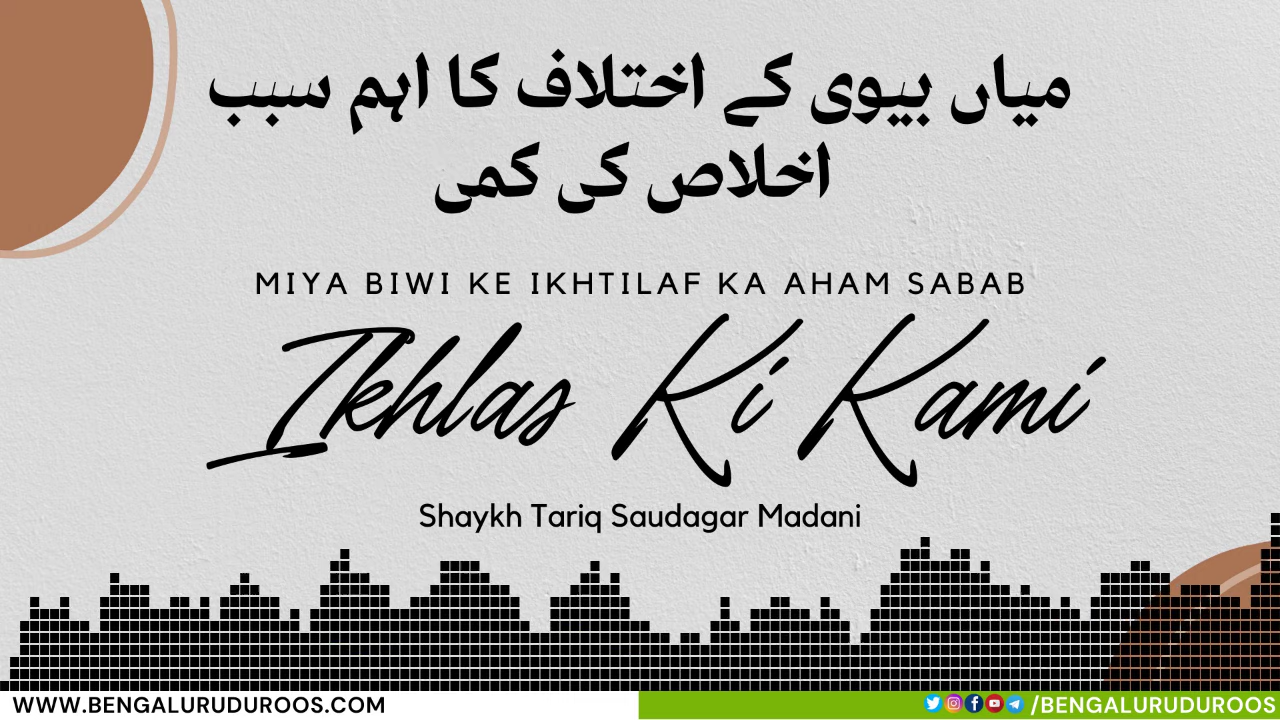 میاں بیوی کے اختلاف کا اہم سبب
اخلاص کی کمی
MIYA BIWI KE IKHTILAF KA AHAM SABAB
Ikhlas Ki Kami
Shaykh Tariq Saudagar Madani
WWW.BENGALURUDUROOS.COM
/BENGALURUDUROOS